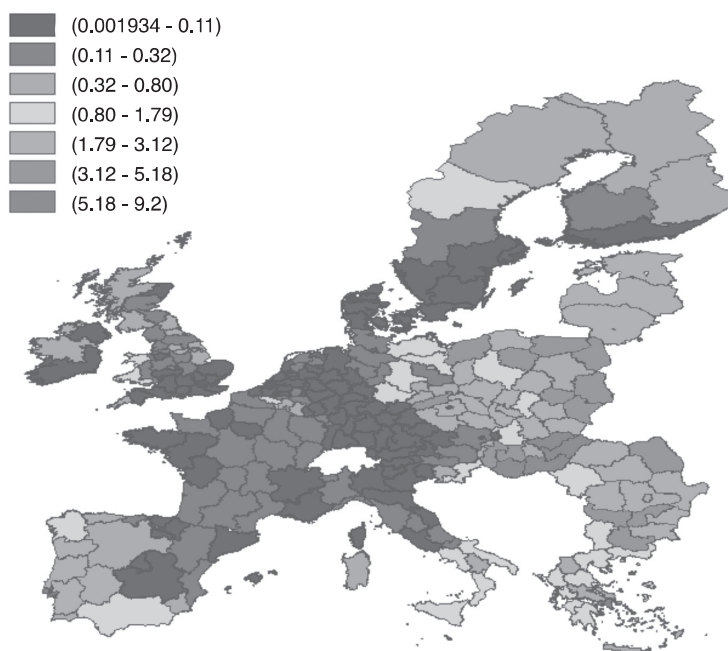 (0.001934 - 0.11)
(0.11 - 0.32)
(0.32 - 0.80)
(0.80 - 1.79)
(1.79 - 3.12)
(3.12 - 5.18)
(5.18 - 9.2)